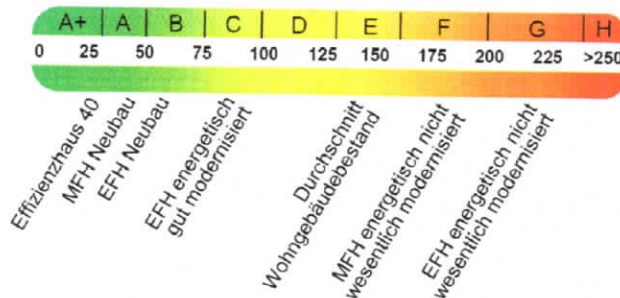 A+ A B C D E F G H
0 25 50 75 100 125 150 175 200 225 >250
Effizienzhaus 40
MFH Neubau
EFH Neubau
EFH energetisch
gut modernisiert
Durchschnitt
Wohngebäudebestand
MFH energetisch nicht
wesentlich modernisiert
EFH energetisch nicht
wesentlich modernisiert